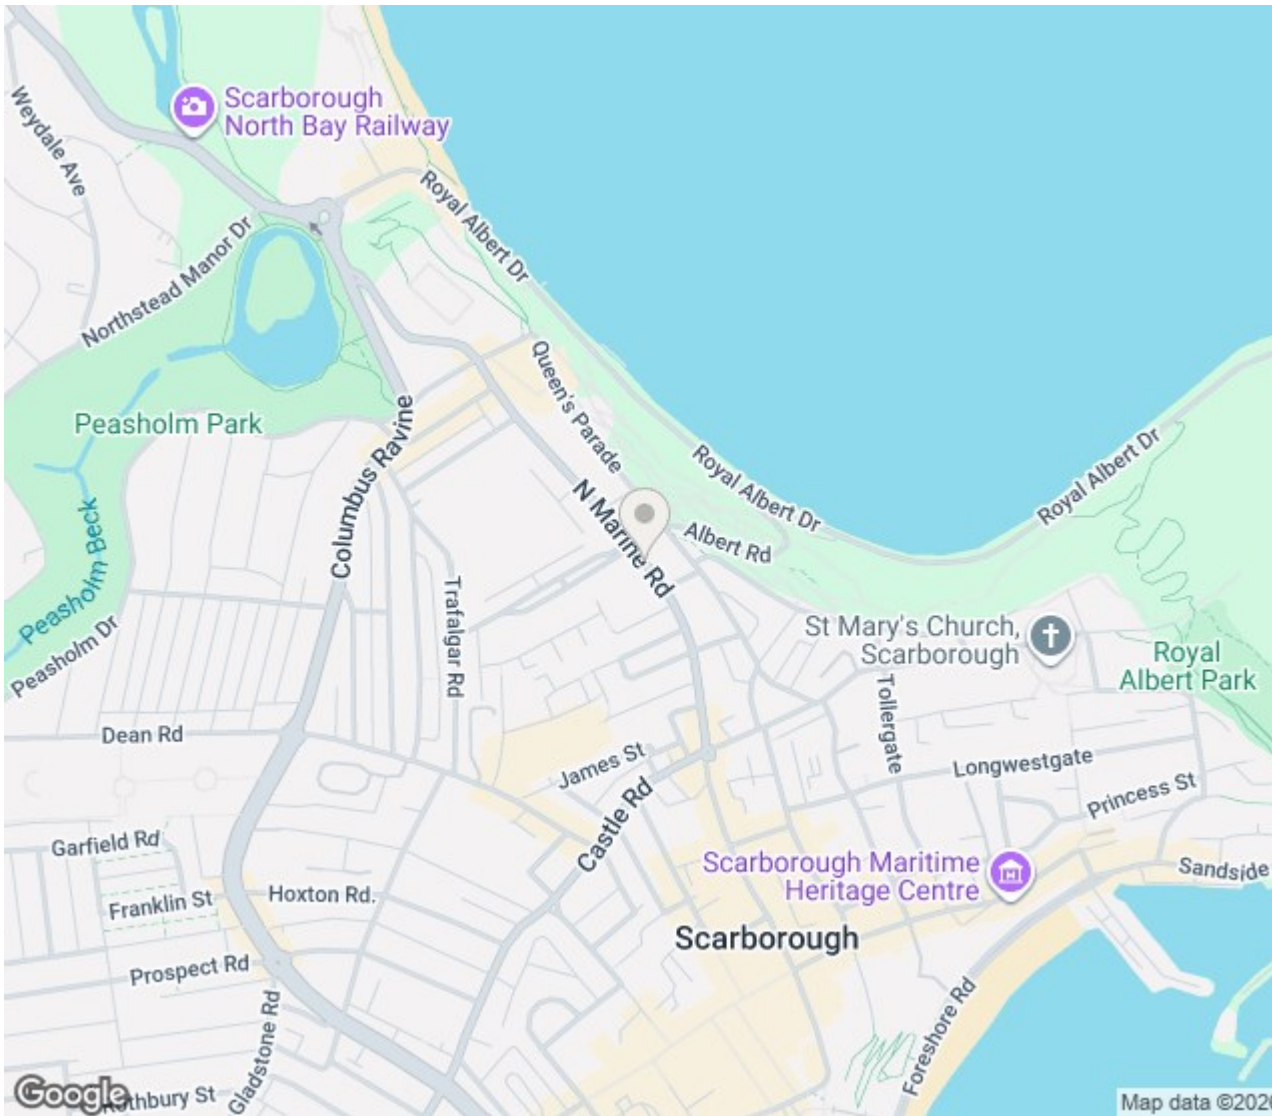 Scarborough
North Bay Railway
Weydale Ave
Royal Albert Dr
Northstead Manor Dr
Queen's Parade
Peasholm Park
Columbus Ravine
Royal Albert Dr
Royal Albert Dr
N Marine Rd
Albert Rd
Peasholm Beck
Trafalgar Rd
St Mary's Church,
Scarborough
Royal
Albert Park
Peasholm Dr
Tollergate
Dean Rd
James St
Longwestgate
Princess St
Castle Rd
Garfield Rd
Scarborough Maritime
Heritage Centre
Sandside
Franklin St
Hoxton Rd.
Scarborough
Prospect Rd
Gladstone Rd
Foreshore Rd
Google
St
Map data ©202